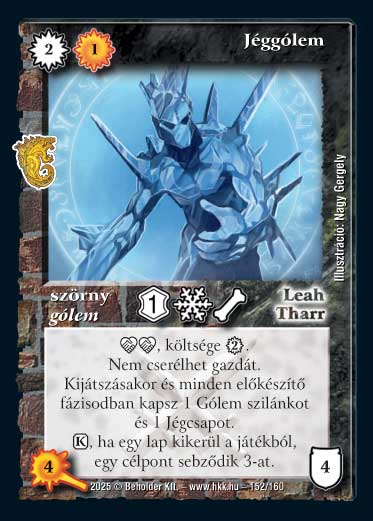 2
1
Jéggólem
Illusztráció: Nagy Gergely
szörny
gólem
1
Leah
Tharr
, költsége 2.
Nem cserélhet gazdát.
Kijátszásakor és minden előkészítő
fázisodban kapsz 1 Gólem szilánkot
és 1 Jégcsapot.
K, ha egy lap kikerül a játékból,
egy célpont sebződik 3-at.
4
4
2025 © Beholder Kft. – www.hkk.hu – 152/160